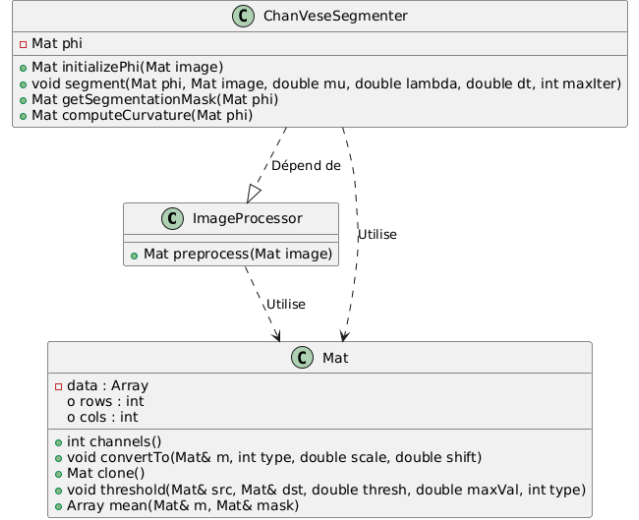 C ChanVeseSegmenter
Mat phi
Mat initializePhi(Mat image)
void segment(Mat phi, Mat image, double mu, double lambda, double dt, int maxIter)
Mat getSegmentationMask(Mat phi)
Mat computeCurvature(Mat phi)
Dépend de
C ImageProcessor
Mat preprocess(Mat image)
Utilise
Utilise
C Mat
data : Array
o rows : int
o cols : int
int channels()
void convertTo(Mat& m, int type, double scale, double shift)
Mat clone()
void threshold(Mat& src, Mat& dst, double thresh, double maxVal, int type)
Array mean(Mat& m, Mat& mask)